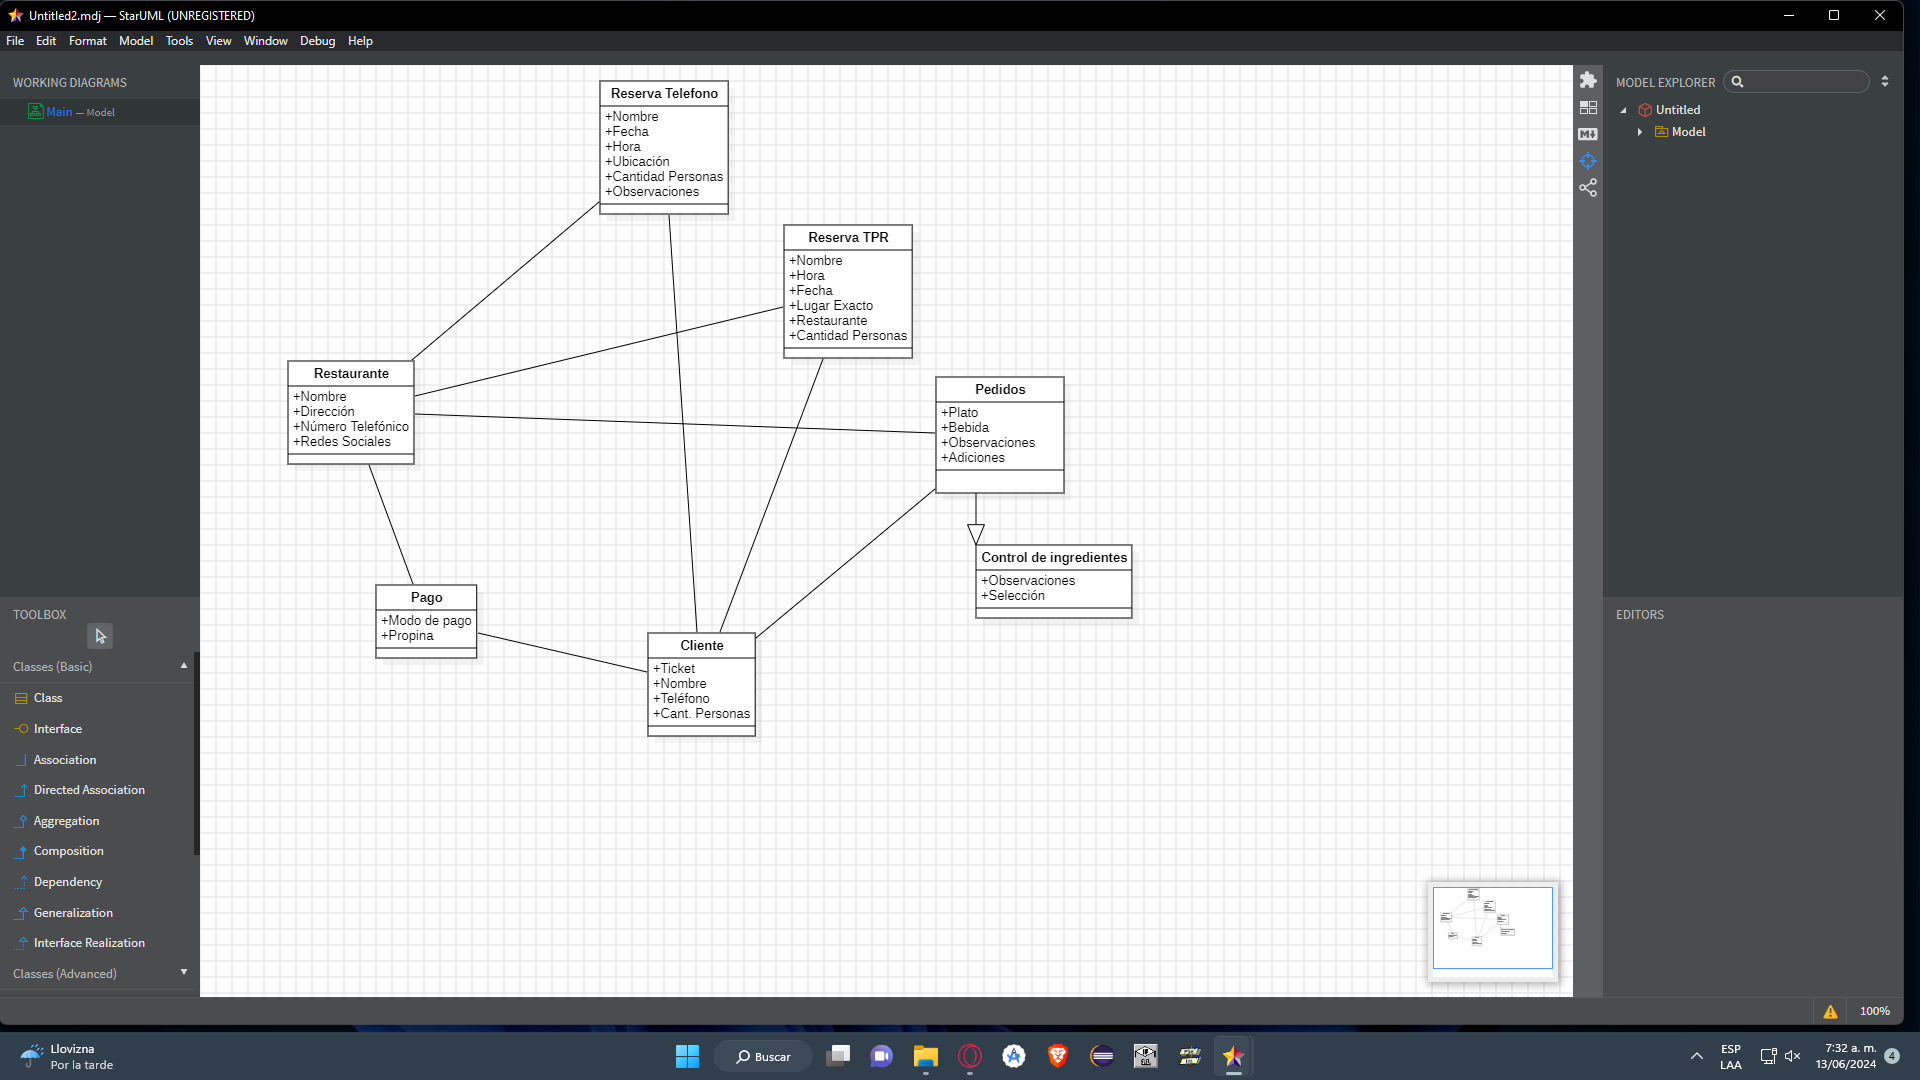 Untitled2.mdj — StarUML (UNREGISTERED)
File Edit Format Model Tools View Window Debug Help
WORKING DIAGRAMS
Main — Model
Reserva Telefono
+Nombre
+Fecha
+Hora
+Ubicación
+Cantidad Personas
+Observaciones
Reserva TPR
+Nombre
+Hora
+Fecha
+Lugar Exacto
+Restaurante
+Cantidad Personas
Restaurante
+Nombre
+Dirección
+Número Telefónico
+Redes Sociales
Pedidos
+Plato
+Bebida
+Observaciones
+Adiciones
Control de ingredientes
+Observaciones
+Selección
Pago
+Modo de pago
+Propina
Cliente
+Ticket
+Nombre
+Teléfono
+Cant. Personas
MODEL EXPLORER
Untitled
Model
EDITORS
TOOLBOX
Classes (Basic)
Class
Interface
Association
Directed Association
Aggregation
Composition
Dependency
Generalization
Interface Realization
Classes (Advanced)
100%
Llovizna
Por la tarde
Buscar
ESP
LAA
7:32 a. m.
13/06/2024
4